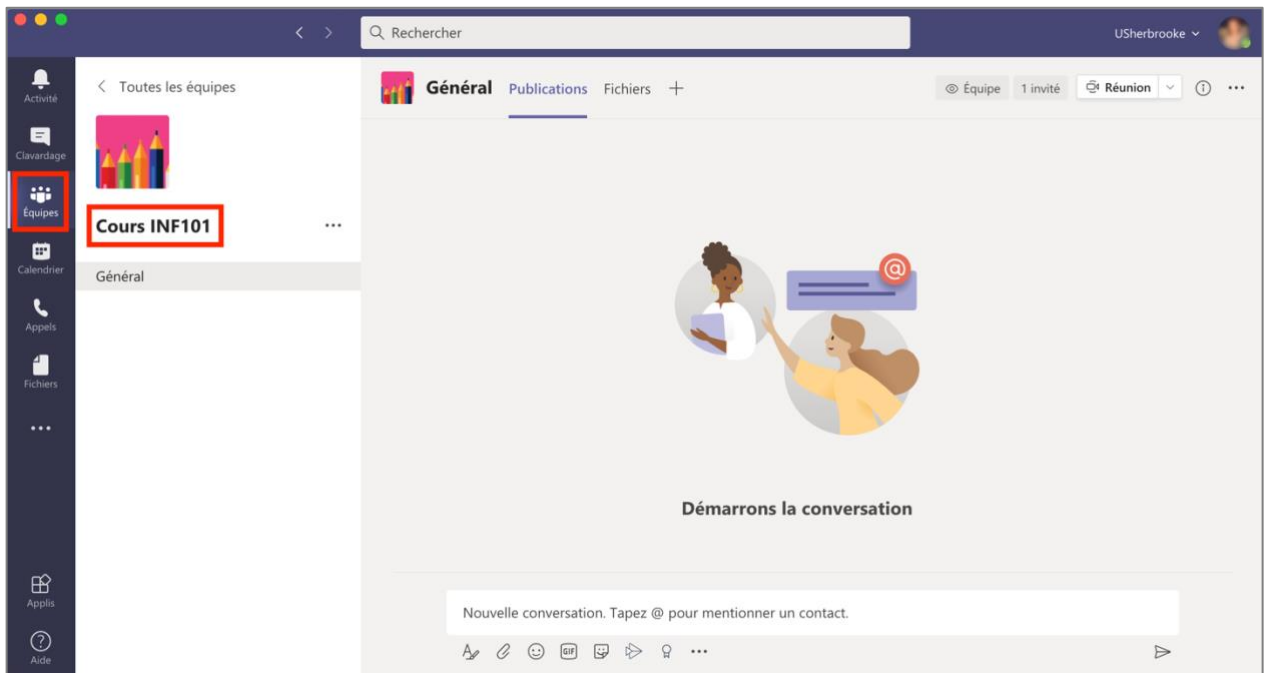 Rechercher
USherbrooke
Activité
Clavardage
Équipes
Calendrier
Appels
Fichiers
Applis
Aide
Toutes les équipes
Cours INF101
Général
Général Publications Fichiers
Équipe 1 invité Réunion
@
Démarrons la conversation
Nouvelle conversation. Tapez @ pour mentionner un contact.
GIF